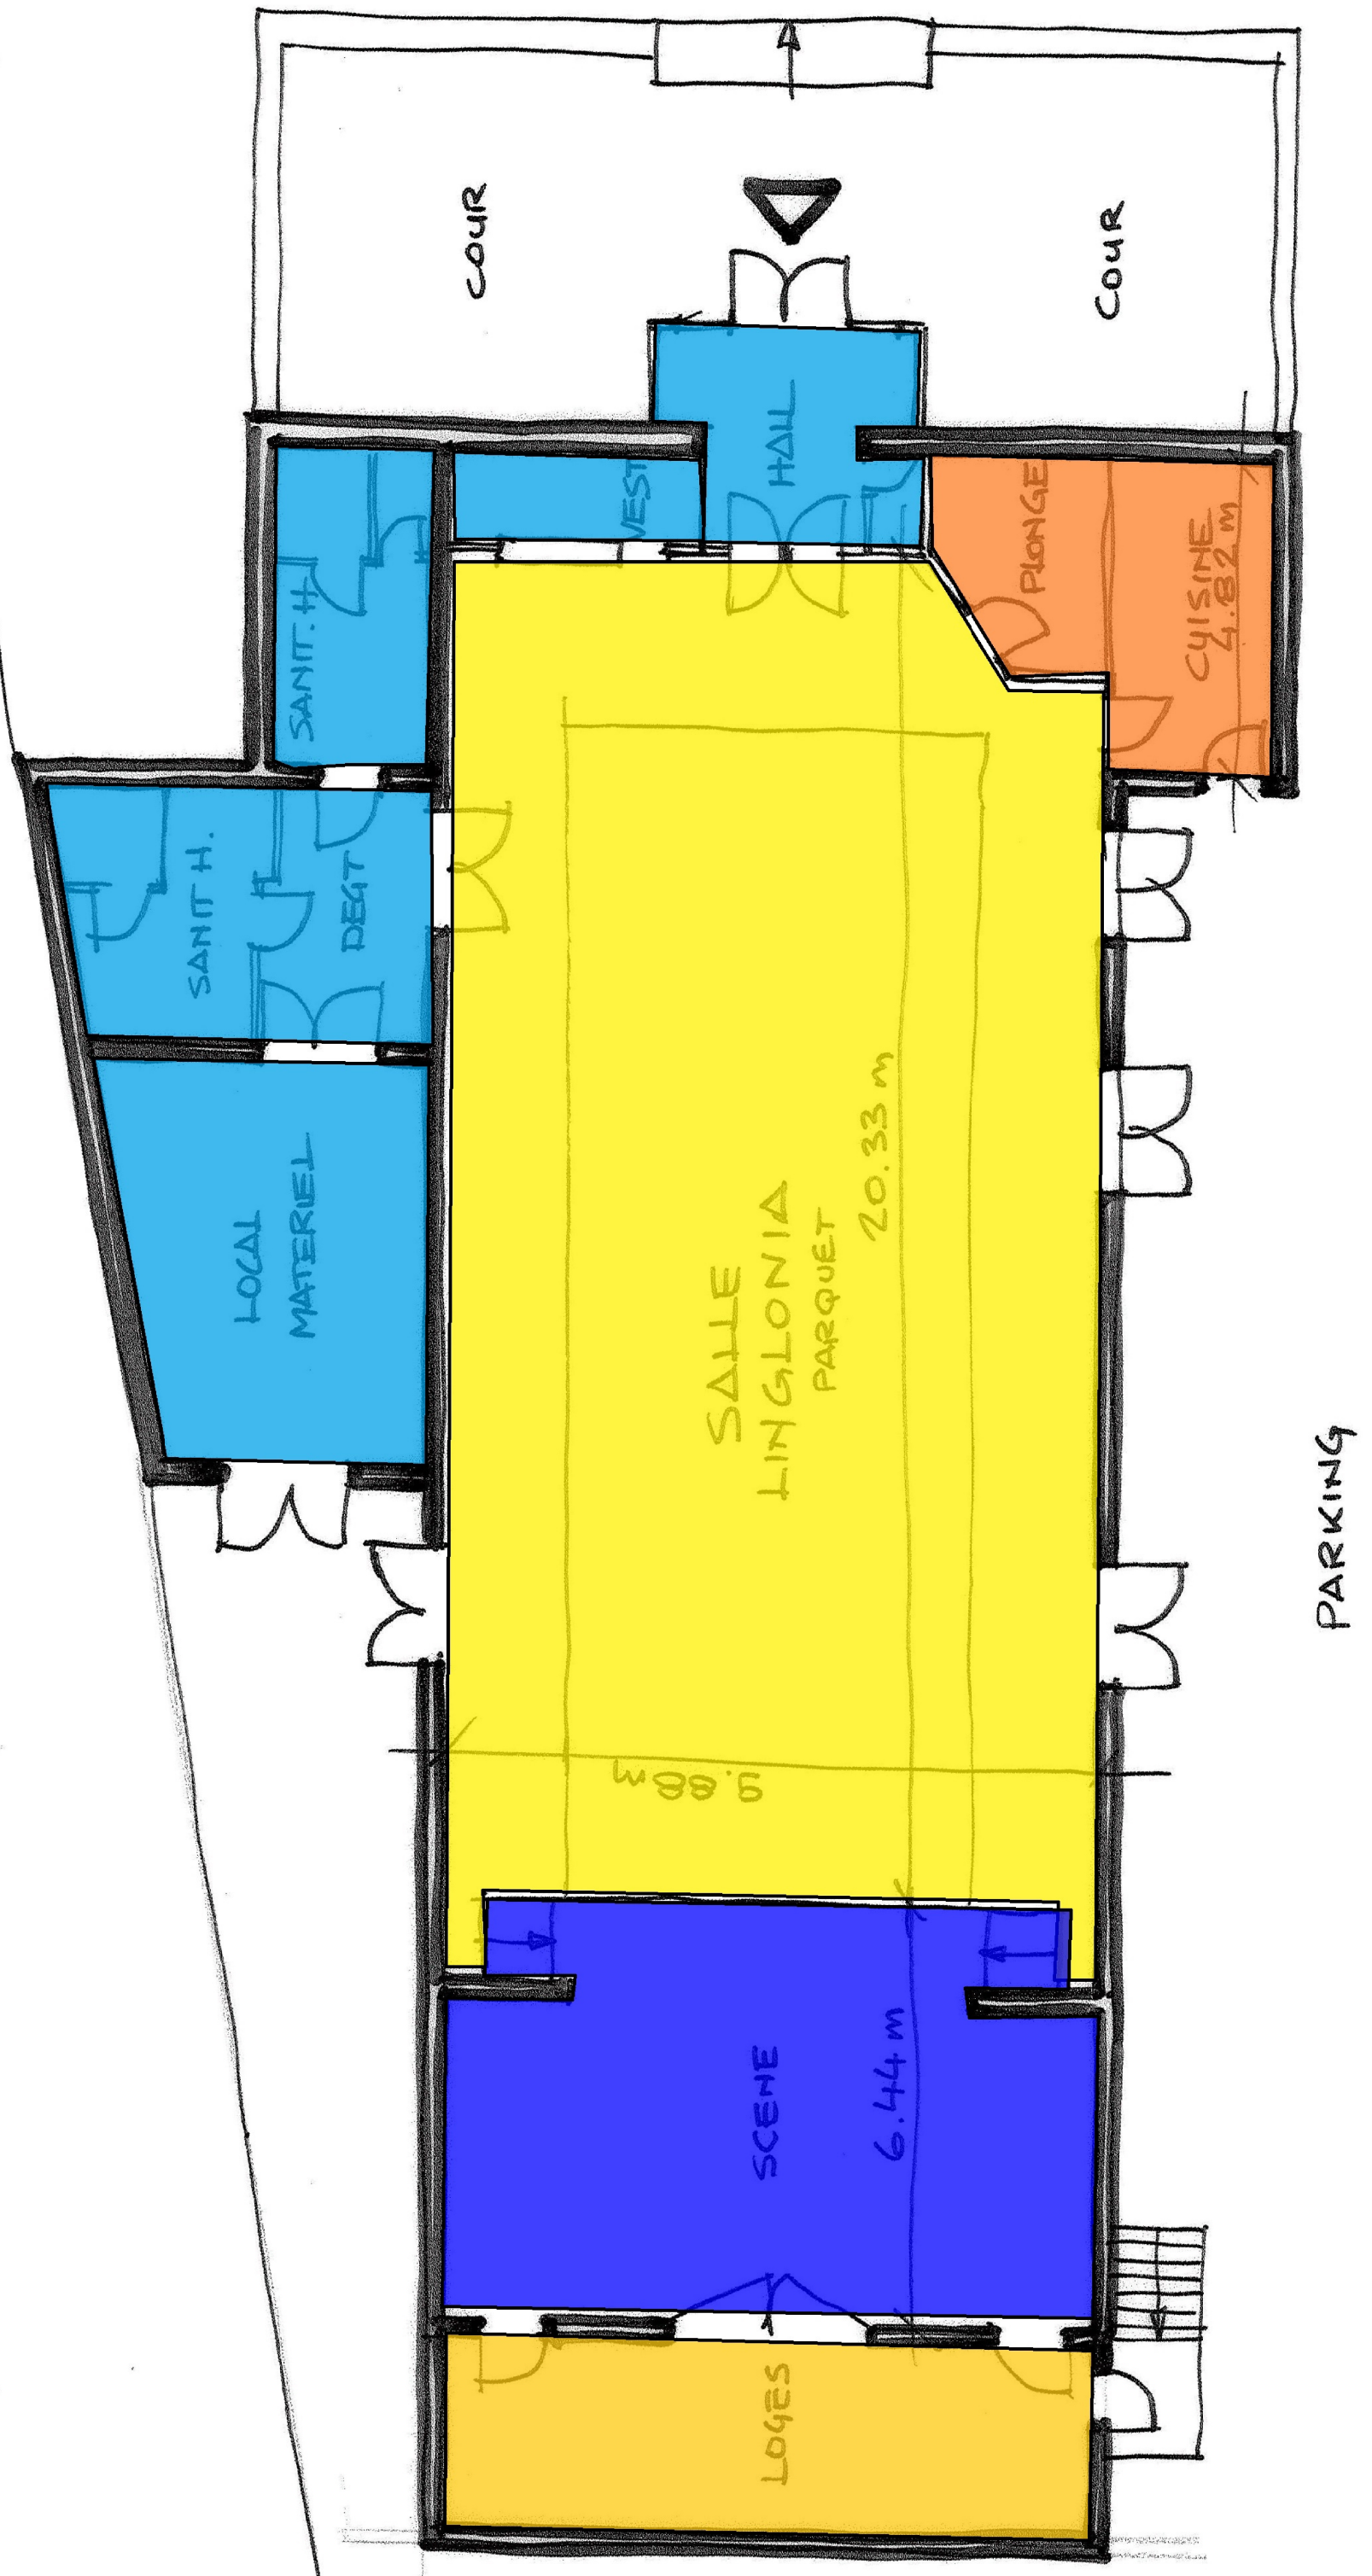 COUR
COUR
HALL
VEST
PLONGE
CUISINE
4.82 m
SANIT. H.
SANIT H.
DEGT
LOCAL
MATERIEL
SALLE
LINGLONIA
PARQUET
20.33 m
9.88 m
SCENE
6.44 m
LOGES
PARKING